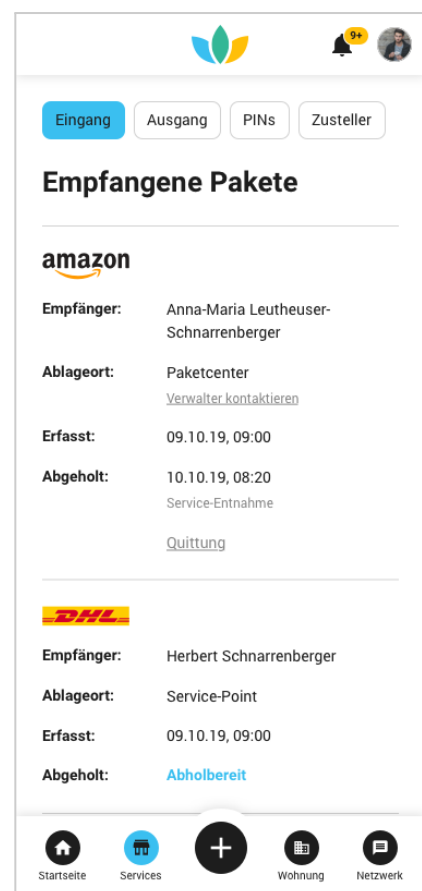 9+
Eingang Ausgang PINs Zusteller
Empfangene Pakete
amazon
Empfänger: Anna-Maria Leutheuser-
Schnarrenberger
Ablageort: Paketcenter
Verwalter kontaktieren
Erfasst: 09.10.19, 09:00
Abgeholt: 10.10.19, 08:20
Service-Entnahme
Quittung
DHL
Empfänger: Herbert Schnarrenberger
Ablageort: Service-Point
Erfasst: 09.10.19, 09:00
Abgeholt: Abholbereit
Startseite Services Wohnung Netzwerk